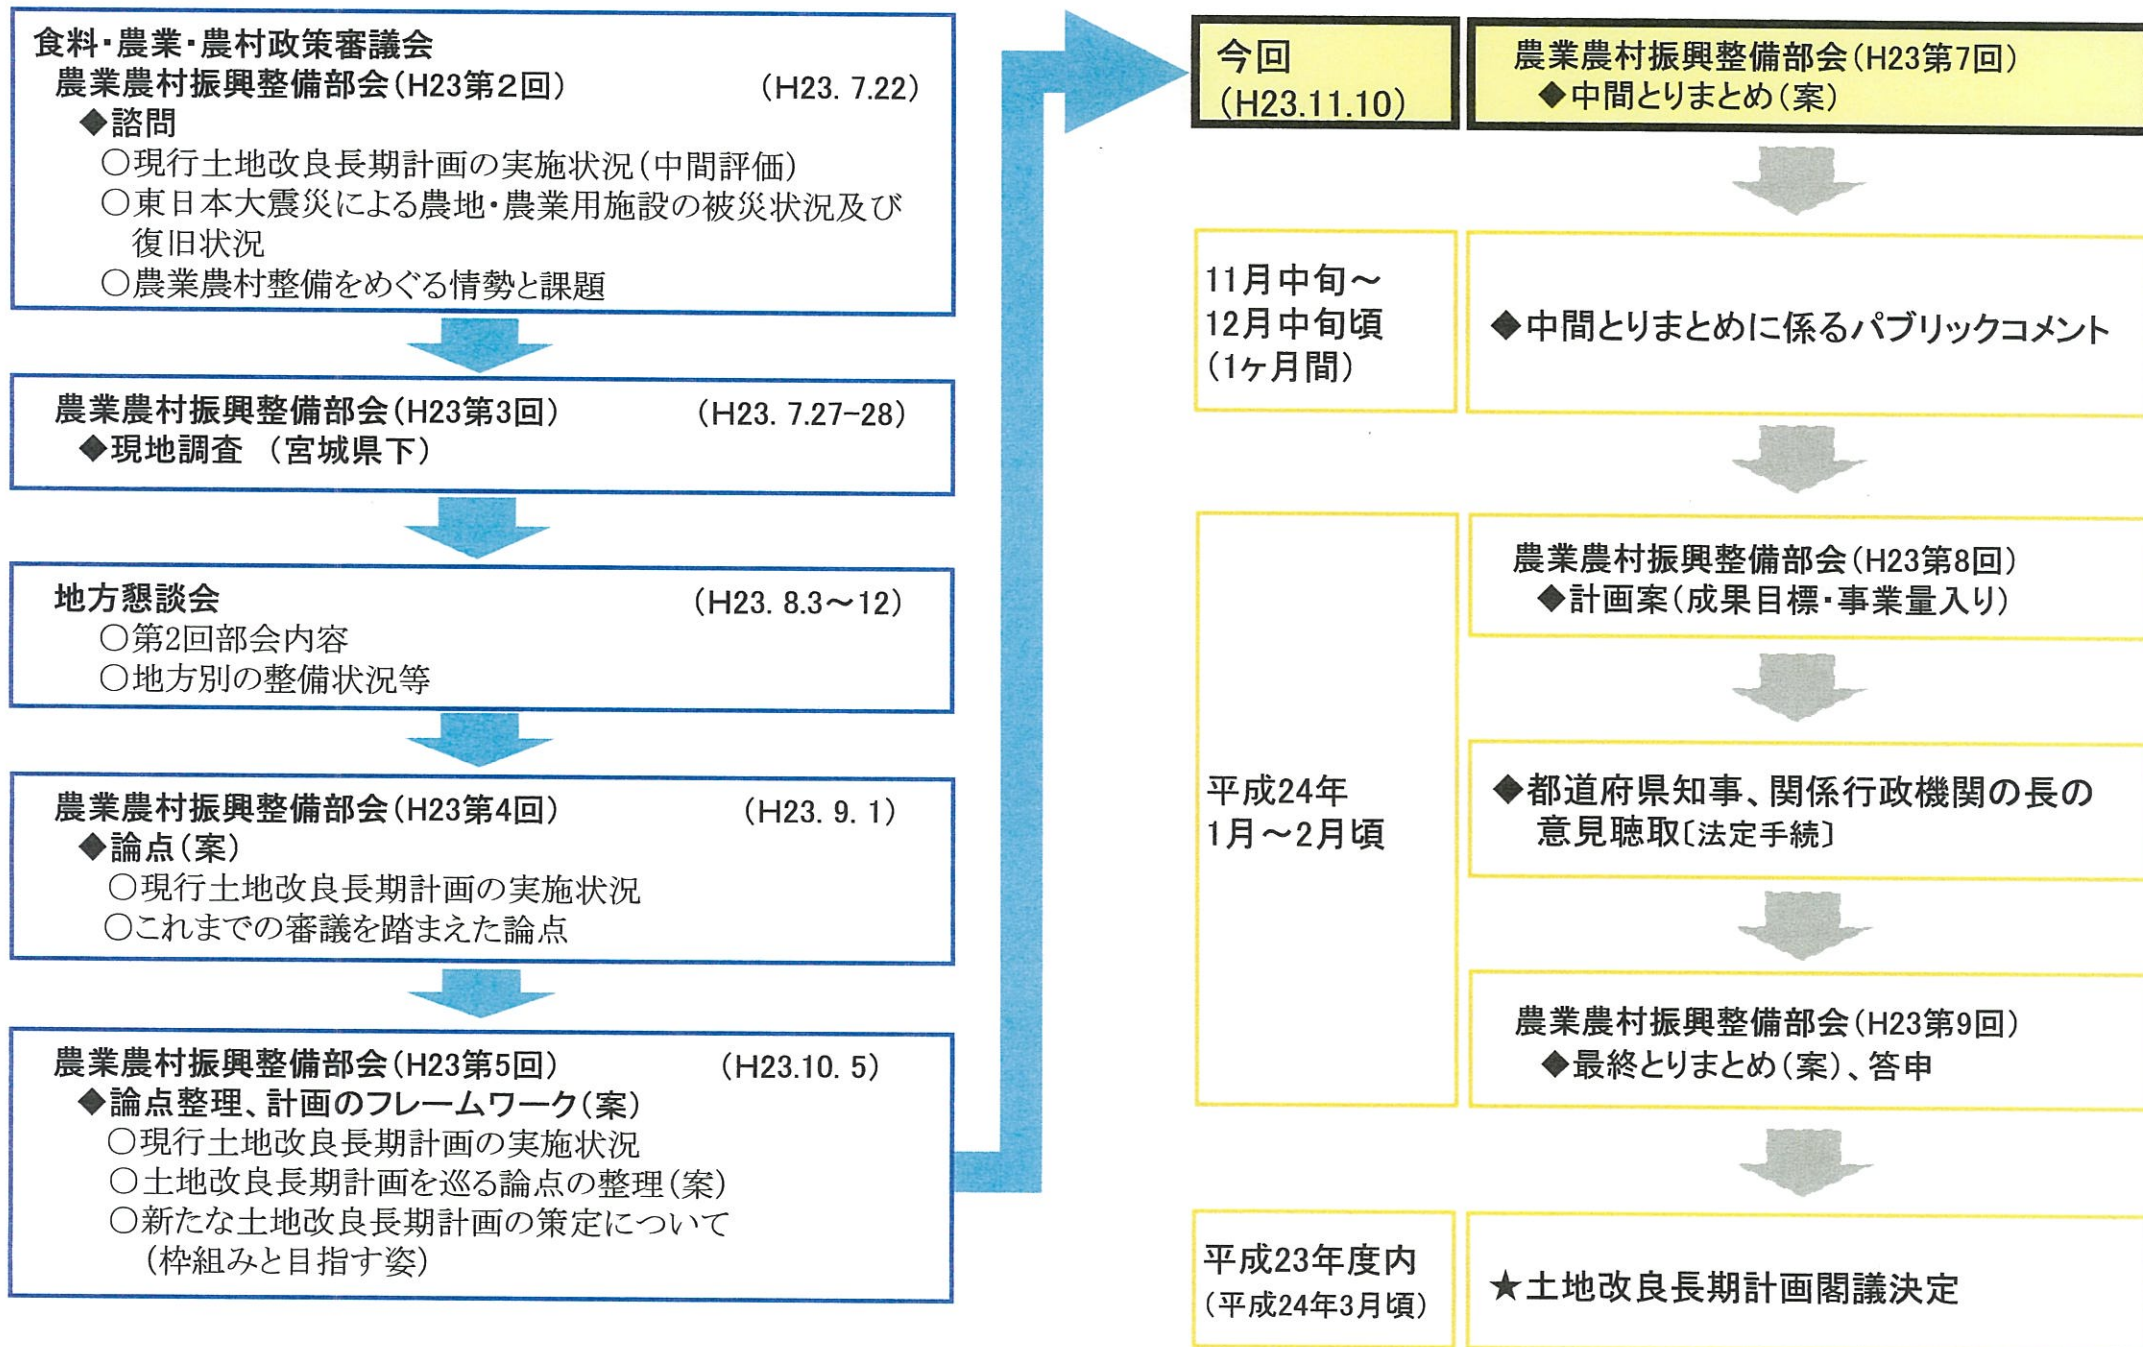 食料・農業・農村政策審議会
農業農村振興整備部会(H23第2回) (H23. 7.22)
◆諮問
○現行土地改良長期計画の実施状況(中間評価)
○東日本大震災による農地・農業用施設の被災状況及び
復旧状況
○農業農村整備をめぐる情勢と課題
農業農村振興整備部会(H23第3回) (H23. 7.27-28)
◆現地調査 (宮城県下)
地方懇談会 (H23. 8.3～12)
○第2回部会内容
○地方別の整備状況等
農業農村振興整備部会(H23第4回) (H23. 9. 1)
◆論点(案)
○現行土地改良長期計画の実施状況
○これまでの審議を踏まえた論点
農業農村振興整備部会(H23第5回) (H23.10. 5)
◆論点整理、計画のフレームワーク(案)
○現行土地改良長期計画の実施状況
○土地改良長期計画を巡る論点の整理(案)
○新たな土地改良長期計画の策定について
(枠組みと目指す姿)
今回
(H23.11.10)
農業農村振興整備部会(H23第7回)
◆中間とりまとめ(案)
11月中旬～
12月中旬頃
(1ヶ月間)
◆中間とりまとめに係るパブリックコメント
平成24年
1月～2月頃
農業農村振興整備部会(H23第8回)
◆計画案(成果目標・事業量入り)
◆都道府県知事、関係行政機関の長の
意見聴取〔法定手続〕
農業農村振興整備部会(H23第9回)
◆最終とりまとめ(案)、答申
平成23年度内
(平成24年3月頃)
★土地改良長期計画閣議決定